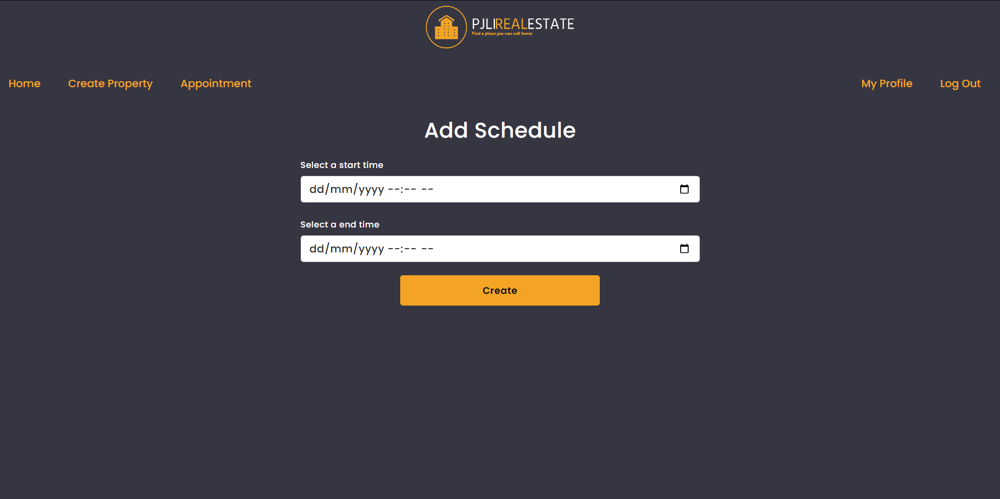 PJLIREALESTATE
Find a place you can call home
Home Create Property Appointment My Profile Log Out
Add Schedule
Select a start time
dd/mm/yyyy --:-- --
Select a end time
dd/mm/yyyy --:-- --
Create